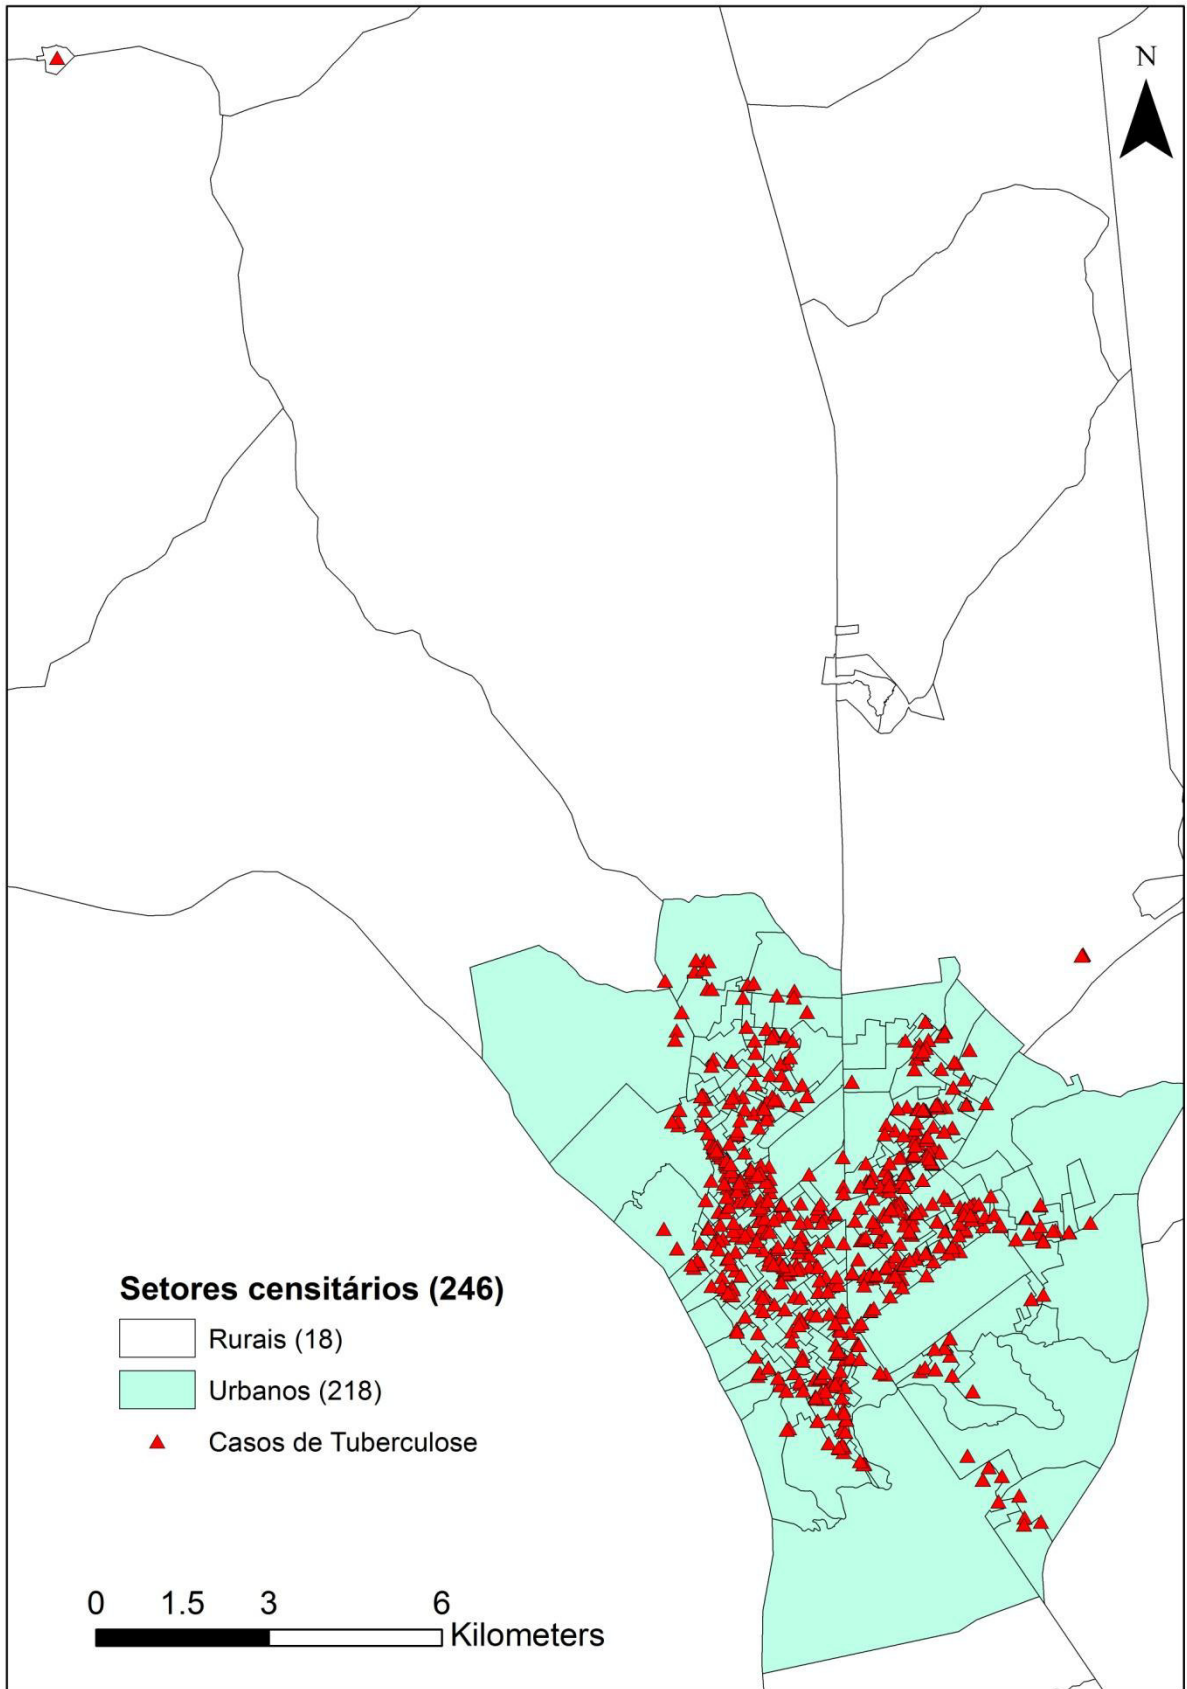 N
Setores censitários (246)
Rurais (18)
Urbanos (218)
Casos de Tuberculose
0 1.5 3 6
Kilometers